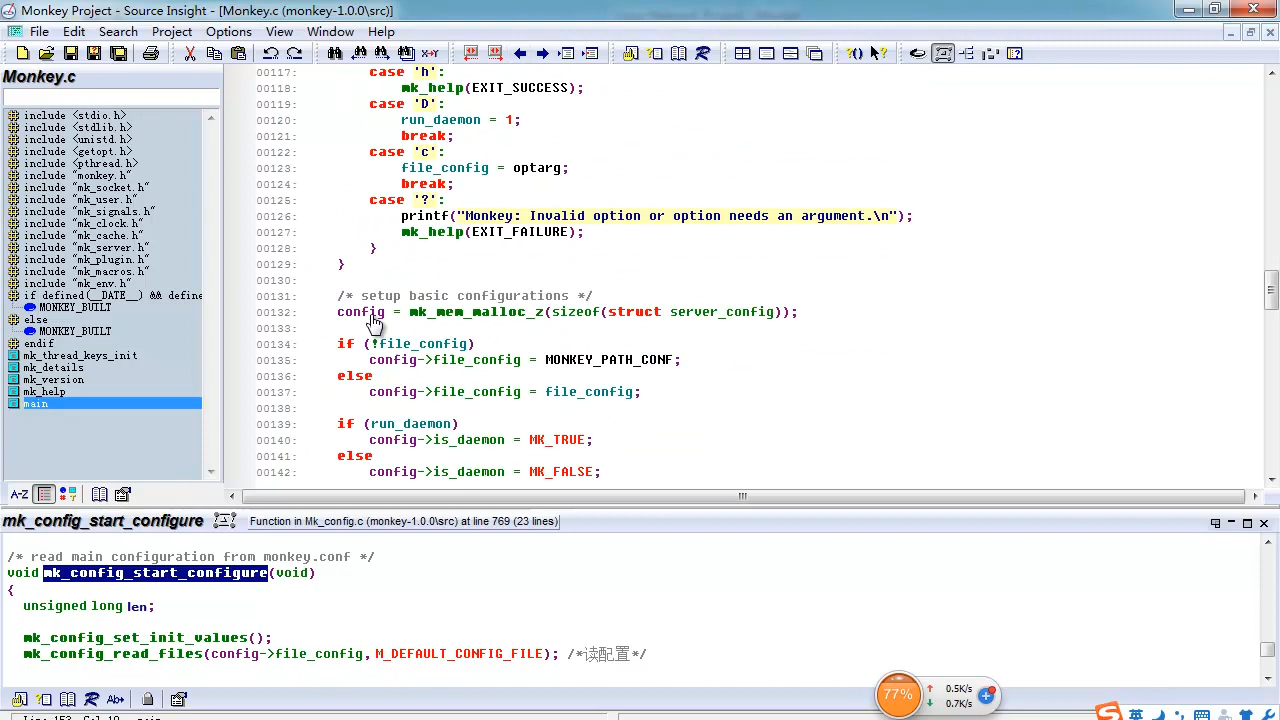 Monkey Project - Source Insight - [Monkey.c (monkey-1.0.0\src)]
File Edit Search Project Options View Window Help
Monkey.c
include <stdio.h>
include <stdlib.h>
include <unistd.h>
include <getopt.h>
include <pthread.h>
include "monkey.h"
include "mk_socket.h"
include "mk_user.h"
include "mk_signals.h"
include "mk_clock.h"
include "mk_cache.h"
include "mk_server.h"
include "mk_plugin.h"
include "mk_macros.h"
include "mk_env.h"
if defined(__DATE__) && define
MONKEY_BUILT
else
MONKEY_BUILT
endif
mk_thread_keys_init
mk_details
mk_version
mk_help
main
A-Z
00117: case 'h':
00118: mk_help(EXIT_SUCCESS);
00119: case 'D':
00120: run_daemon = 1;
00121: break;
00122: case 'c':
00123: file_config = optarg;
00124: break;
00125: case '?':
00126: printf("Monkey: Invalid option or option needs an argument.\n");
00127: mk_help(EXIT_FAILURE);
00128: }
00129: }
00130:
00131: /* setup basic configurations */
00132: config = mk_mem_malloc_z(sizeof(struct server_config));
00133:
00134: if (!file_config)
00135: config->file_config = MONKEY_PATH_CONF;
00136: else
00137: config->file_config = file_config;
00138:
00139: if (run_daemon)
00140: config->is_daemon = MK_TRUE;
00141: else
00142: config->is_daemon = MK_FALSE;
mk_config_start_configure Function in Mk_config.c (monkey-1.0.0\src) at line 769 (23 lines)
/* read main configuration from monkey.conf */
void mk_config_start_configure(void)
{
unsigned long len;
mk_config_set_init_values();
mk_config_read_files(config->file_config, M_DEFAULT_CONFIG_FILE); /*读配置*/
77% 0.5K/s
0.7K/s
英